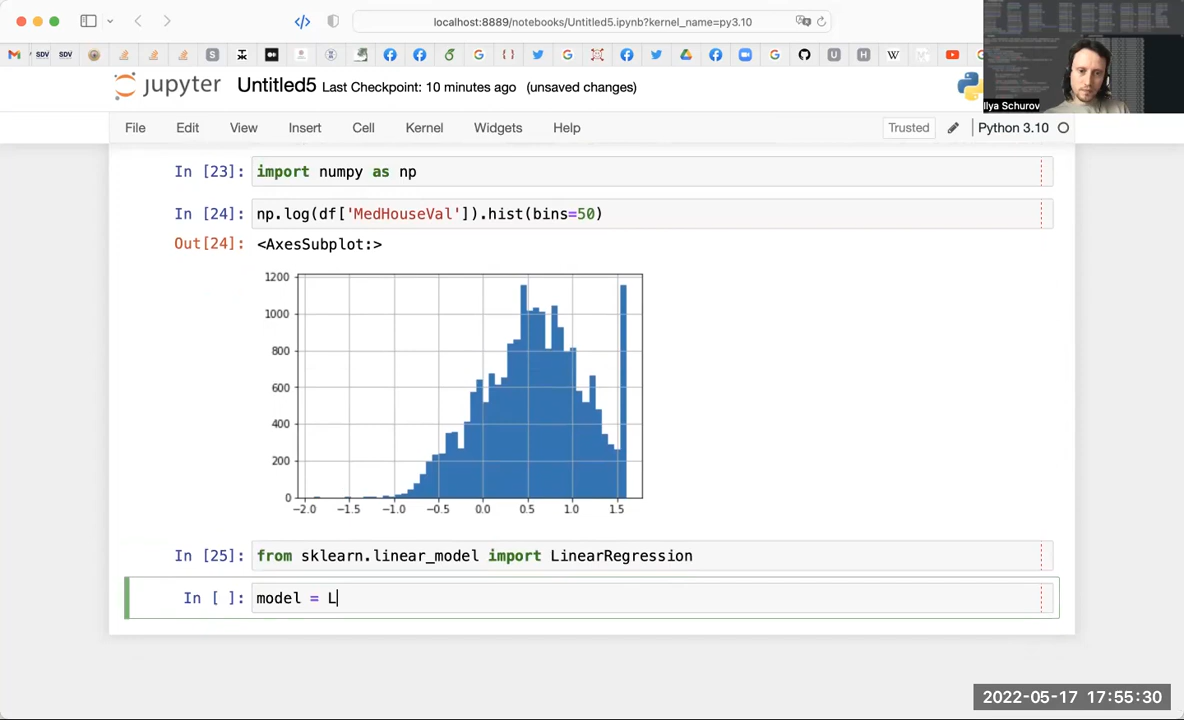 localhost:8889/notebooks/Untitled5.ipynb?kernel_name=py3.10
SDV
SDV
jupyter Untitled5 Last Checkpoint: 10 minutes ago (unsaved changes)
Ilya Schurov
File Edit View Insert Cell Kernel Widgets Help Trusted Python 3.10
In [23]: import numpy as np
In [24]: np.log(df['MedHouseVal']).hist(bins=50)
Out[24]: <AxesSubplot:>
1200
1000
800
600
400
200
0
−2.0 −1.5 −1.0 −0.5 0.0 0.5 1.0 1.5
In [25]: from sklearn.linear_model import LinearRegression
In [ ]: model = L
2022-05-17 17:55:30